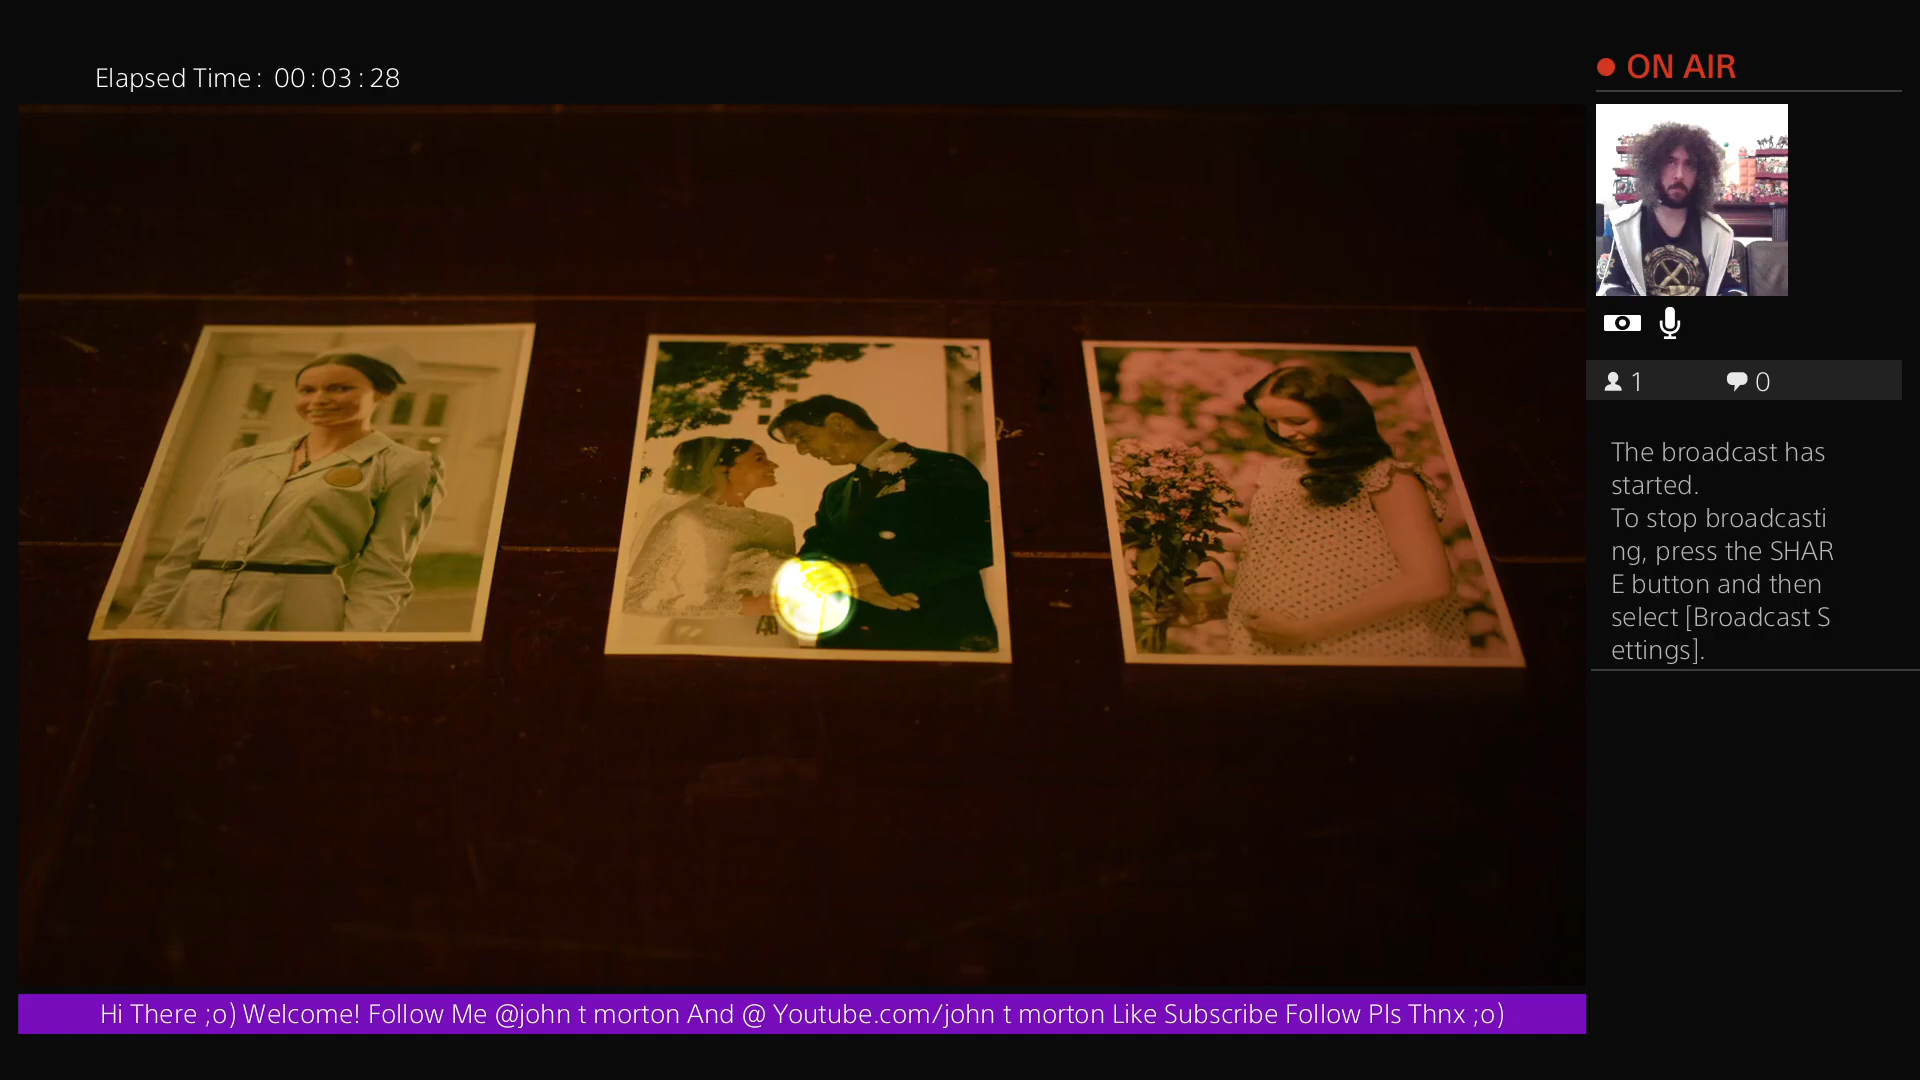 Elapsed Time: 00:03:28
ON AIR
1
0
The broadcast has
started.
To stop broadcasti
ng, press the SHAR
E button and then
select [Broadcast S
ettings].
Hi There ;o) Welcome! Follow Me @john t morton And @ Youtube.com/john t morton Like Subscribe Follow Pls Thnx ;o)